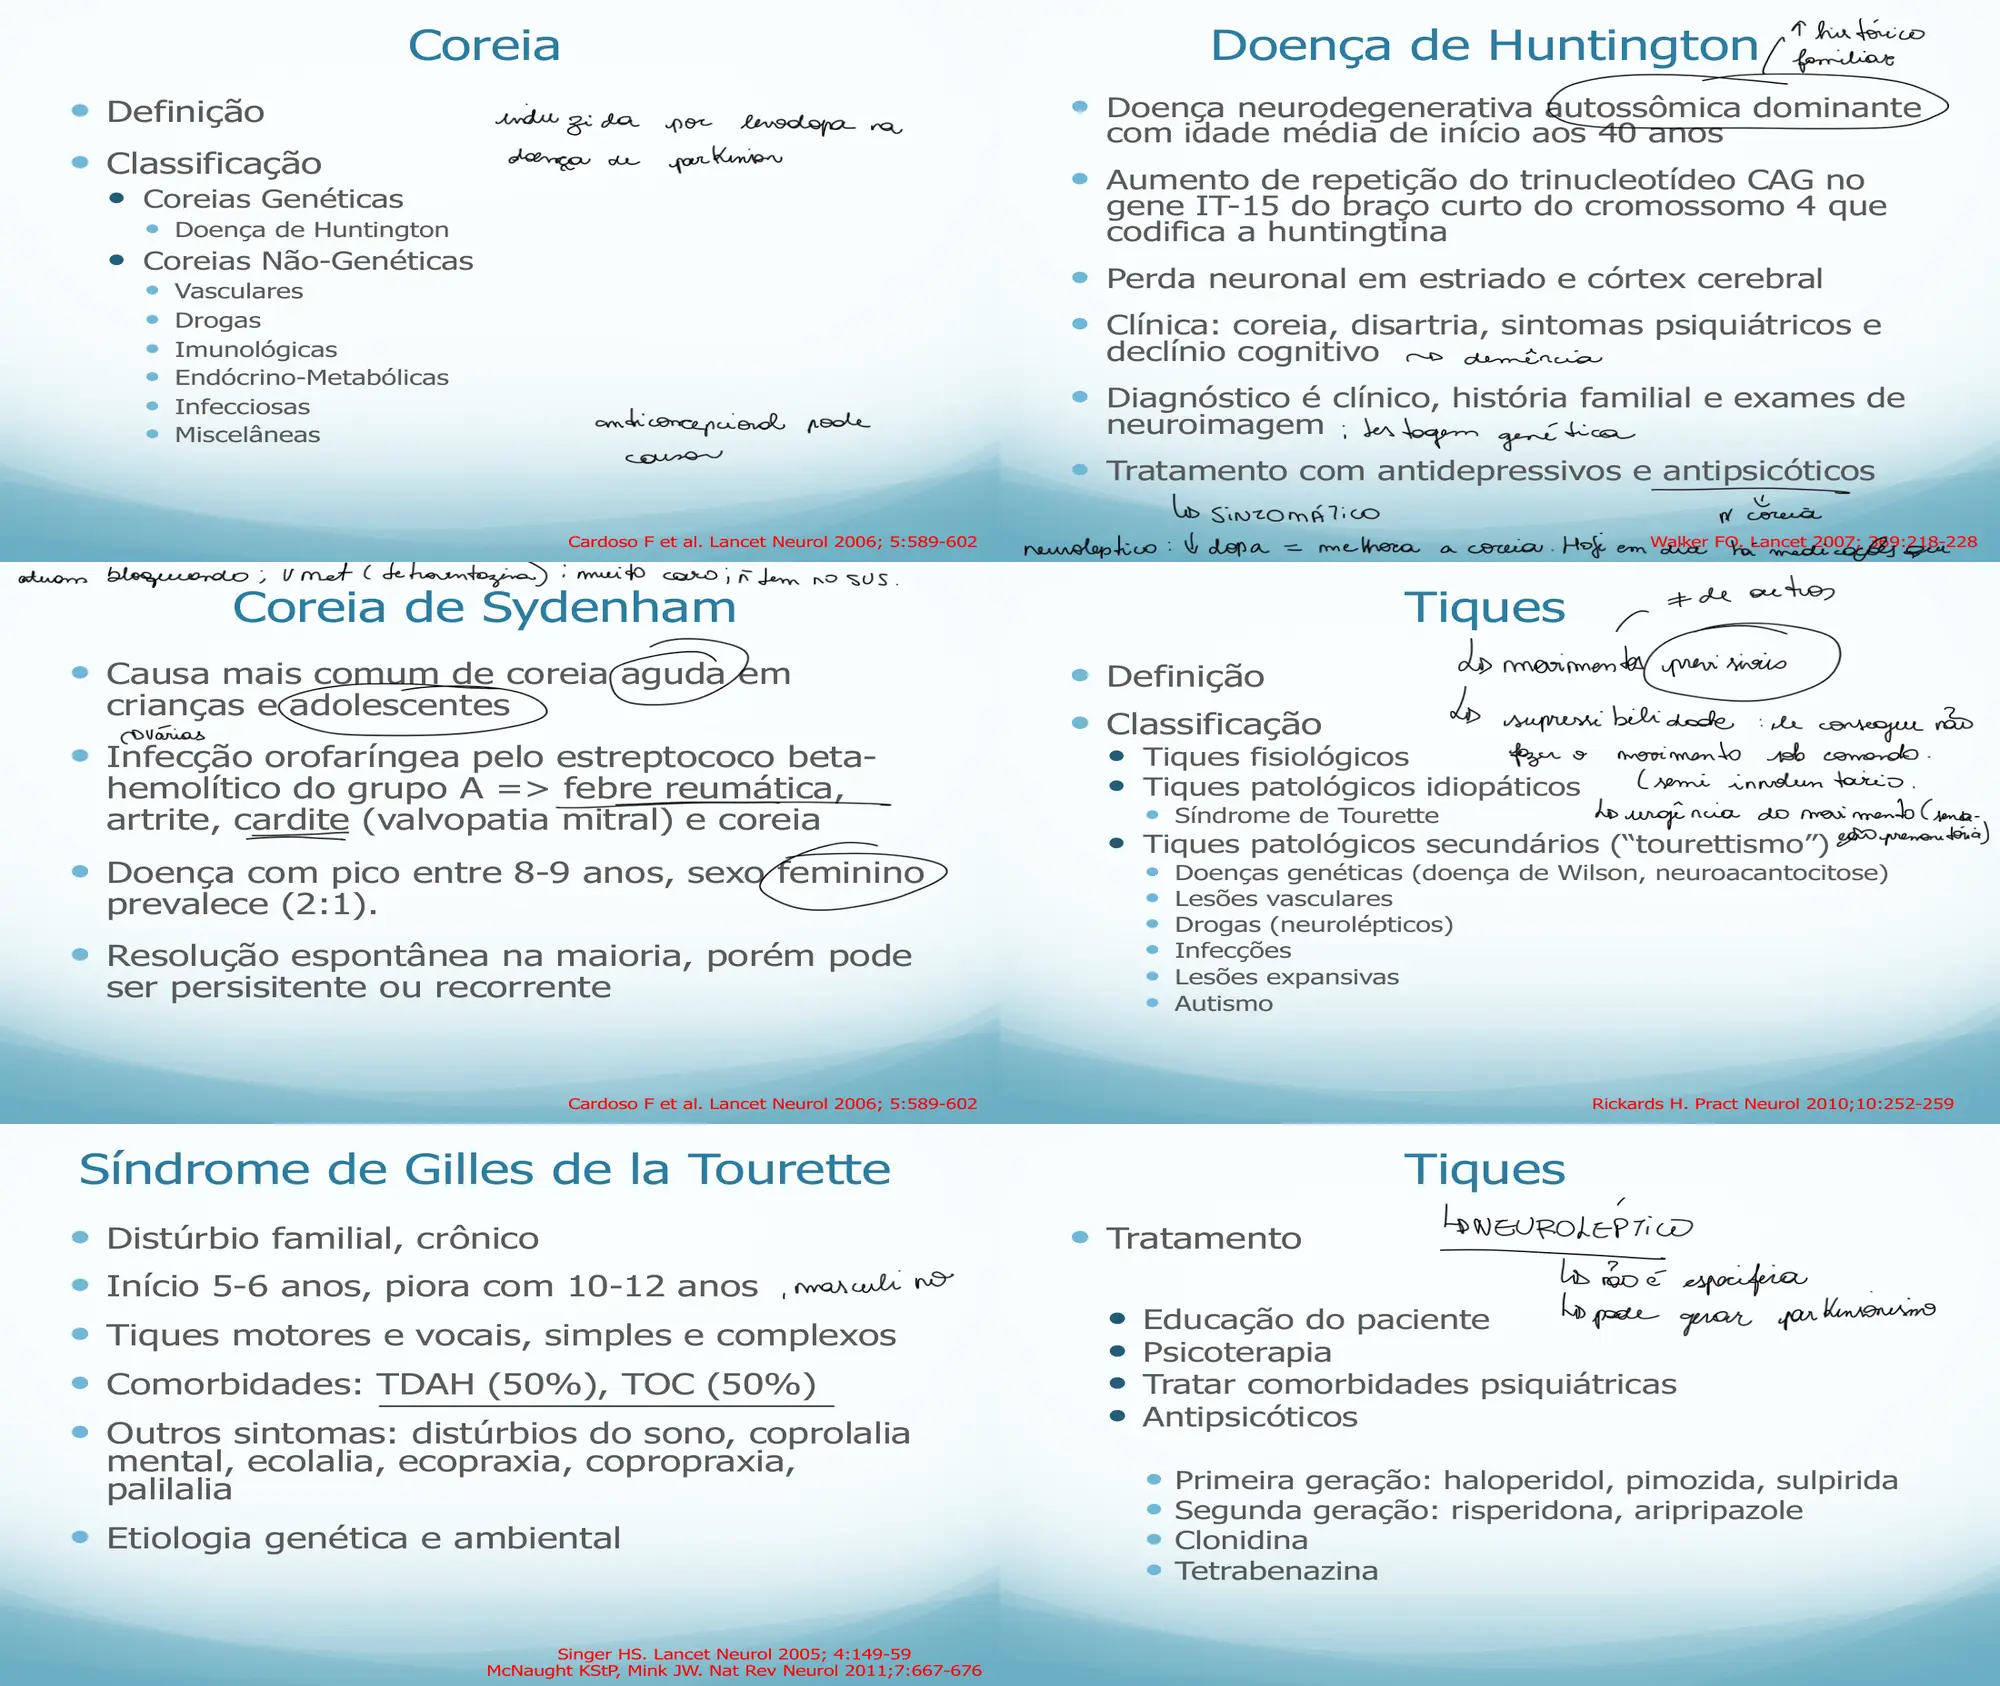 Coreia
Definição
induzida por levodopa na
doença de parkinson
Classificação
Coreias Genéticas
Doença de Huntington
Coreias Não-Genéticas
Vasculares
Drogas
Imunológicas
Endócrino-Metabólicas
Infecciosas
Miscelâneas
anticoncepcional pode
causar
Cardoso F et al. Lancet Neurol 2006; 5:589-602
Doença de Huntington
↑ histórico
familiar
Doença neurodegenerativa autossômica dominante
com idade média de início aos 40 anos
Aumento de repetição do trinucleotídeo CAG no
gene IT-15 do braço curto do cromossomo 4 que
codifica a huntingtina
Perda neuronal em estriado e córtex cerebral
Clínica: coreia, disartria, sintomas psiquiátricos e
declínio cognitivo → demência
Diagnóstico é clínico, história familial e exames de
neuroimagem ; testagem genética
Tratamento com antidepressivos e antipsicóticos
↳ SINTOMÁTICO
coreia
Walker FO. Lancet 2007; 369:218-228
neuroléptico: ↓ dopa = melhora a coreia. Hoje em dia há medicações que
atuam bloqueando ; vmat (tetrabenazina) : muito caro; ñ tem no SUS.
Coreia de Sydenham
Causa mais comum de coreia aguda em
crianças e adolescentes
várias
Infecção orofaríngea pelo estreptococo beta-
hemolítico do grupo A => febre reumática,
artrite, cardite (valvopatia mitral) e coreia
Doença com pico entre 8-9 anos, sexo feminino
prevalece (2:1).
Resolução espontânea na maioria, porém pode
ser persisitente ou recorrente
Cardoso F et al. Lancet Neurol 2006; 5:589-602
Tiques
≠ de outros
↳ movimentos previsíveis
Definição
↳ supressibilidade : ele consegue não
fazer o movimento sob comando.
(semi involuntário.
↳ urgência do movimento (sensa-
ção premonitória)
Classificação
Tiques fisiológicos
Tiques patológicos idiopáticos
Síndrome de Tourette
Tiques patológicos secundários (“tourettismo”)
Doenças genéticas (doença de Wilson, neuroacantocitose)
Lesões vasculares
Drogas (neurolépticos)
Infecções
Lesões expansivas
Autismo
Rickards H. Pract Neurol 2010;10:252-259
Síndrome de Gilles de la Tourette
Distúrbio familial, crônico
Início 5-6 anos, piora com 10-12 anos , masculino
Tiques motores e vocais, simples e complexos
Comorbidades: TDAH (50%), TOC (50%)
Outros sintomas: distúrbios do sono, coprolalia
mental, ecolalia, ecopraxia, copropraxia,
palilalia
Etiologia genética e ambiental
Singer HS. Lancet Neurol 2005; 4:149-59
McNaught KStP, Mink JW. Nat Rev Neurol 2011;7:667-676
Tiques
Tratamento
↳ NEUROLÉPTICO
↳ não é específica
↳ pode gerar parkinsonismo
Educação do paciente
Psicoterapia
Tratar comorbidades psiquiátricas
Antipsicóticos
Primeira geração: haloperidol, pimozida, sulpirida
Segunda geração: risperidona, aripripazole
Clonidina
Tetrabenazina